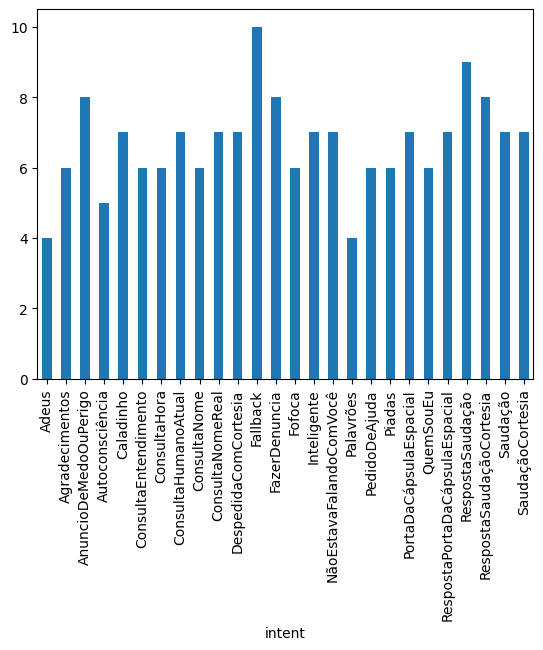 10
8
6
4
2
0
Adeus
Agradecimentos
AnuncioDeMedoOuPerigo
Autoconsciência
Caladinho
ConsultaEntendimento
ConsultaHora
ConsultaHumanoAtual
ConsultaNome
ConsultaNomeReal
DespedidaComCortesia
Fallback
FazerDenuncia
Fofoca
Inteligente
NãoEstavaFalandoComVocê
Palavrões
PedidoDeAjuda
Piadas
PortaDaCápsulaEspacial
QuemSouEu
RespostaPortaDaCápsulaEspacial
RespostaSaudação
RespostaSaudaçãoCortesia
Saudação
SaudaçãoCortesia
intent